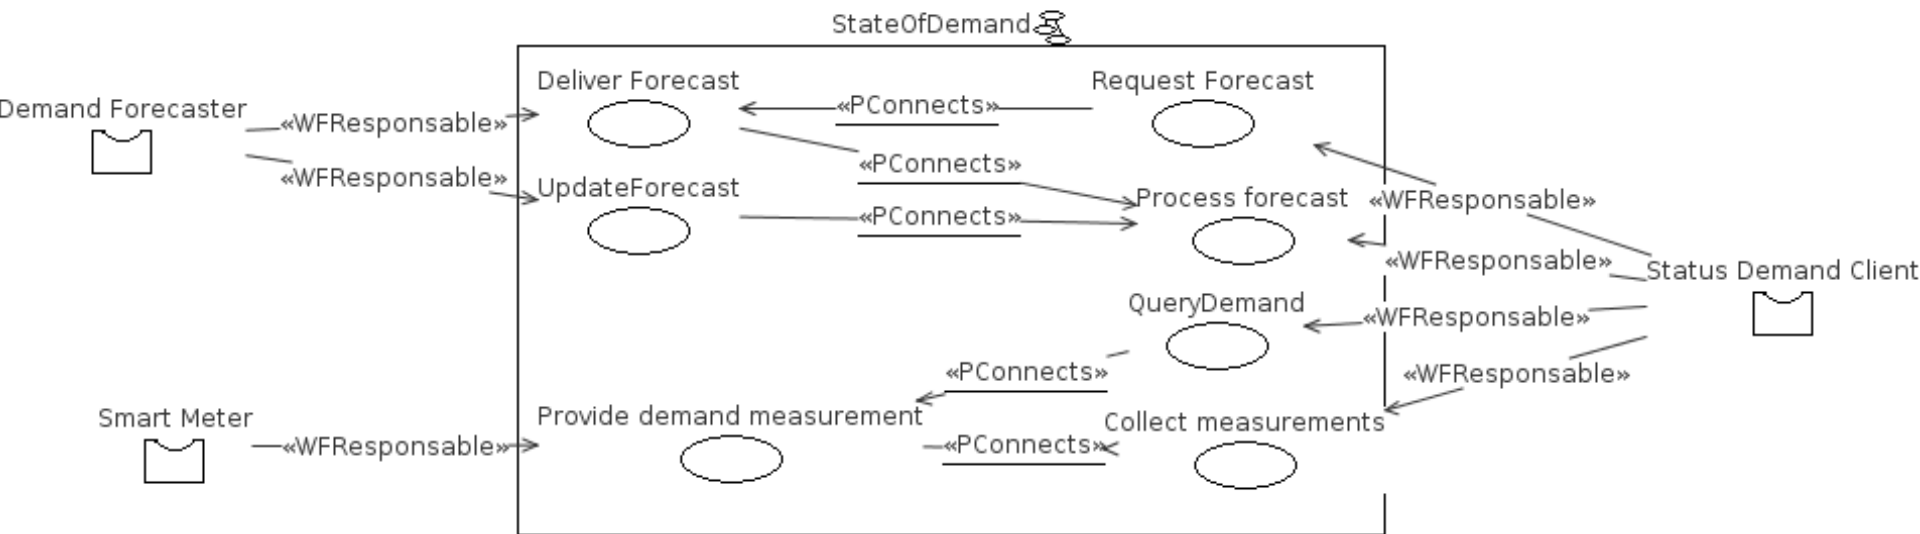 StateOfDemand
Deliver Forecast
Request Forecast
Demand Forecaster
«PConnects»
«WFResponsable»
«PConnects»
«WFResponsable»
UpdateForecast
Process forecast
«WFResponsable»
«PConnects»
«WFResponsable»
Status Demand Client
QueryDemand
«WFResponsable»
«PConnects»
«WFResponsable»
Smart Meter
Provide demand measurement
Collect measurements
«WFResponsable»
«PConnects»